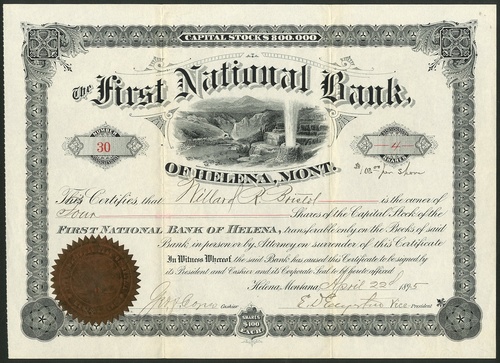 CAPITAL STOCK $ 800.000
The First National Bank,
OF HELENA, MONT.
NUMBER
30
4
SHARES
This Certifies that Willard R. Bristol is the owner of
Four Shares of the Capital Stock of the
FIRST NATIONAL BANK OF HELENA, transferable only on the Books of said
Bank, in person or by Attorney on surrender of this Certificate
In Witness Whereof, the said Bank has caused this Certificate to be signed by
its President and Cashier and its Corporate Seal to be hereto affixed
Helena, Montana April 22d 1895
Cashier
E. D. Edgerton Vice President
SHARES
$100
EACH